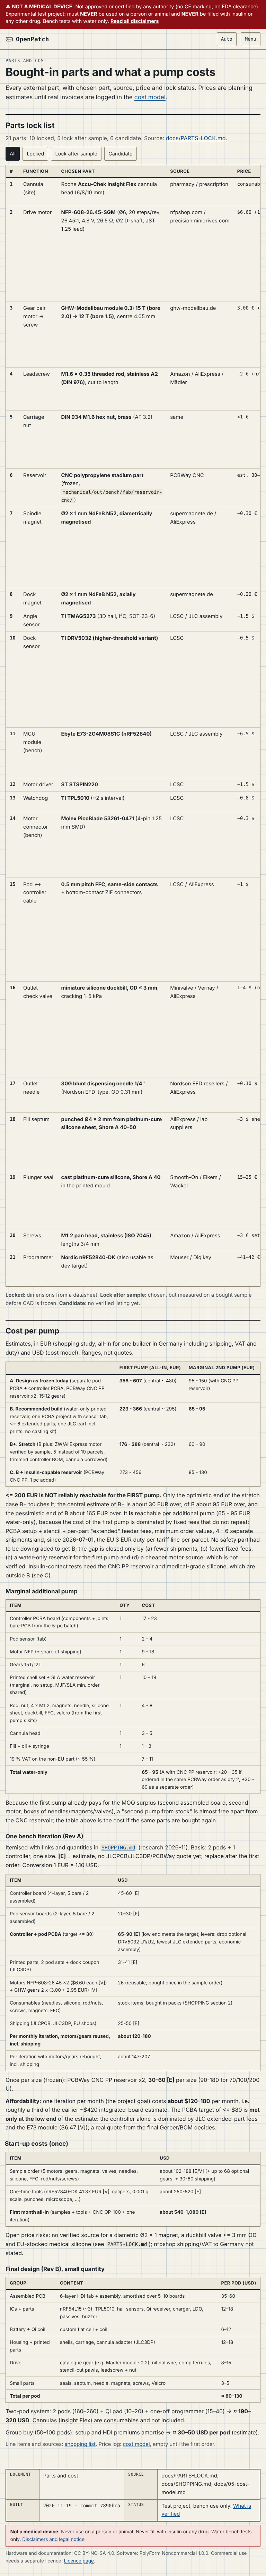 ⚠ NOT A MEDICAL DEVICE. Not approved or certified by any authority (no CE marking, no FDA clearance).
Experimental test project: must NEVER be used on a person or animal and NEVER be filled with insulin or
any other drug. Bench tests with water only. Read all disclaimers
OpenPatch
Auto
Menu
PARTS AND COST
Bought-in parts and what a pump costs
Every external part, with chosen part, source, price and lock status. Prices are
planning estimates until real invoices are logged in the cost model.
Parts lock list
21 parts: 10 locked, 5 lock after sample, 6 candidate. Source: docs/PARTS-LOCK.md.
All
Locked
Lock after sample
Candidate
# FUNCTION CHOSEN PART SOURCE PRICE
1 Cannula (site) Roche Accu-Chek Insight Flex cannula head (6/8/10 mm) pharmacy / prescription consumab
2 Drive motor NFP-608-26.45-SGM (Ø6, 20 steps/rev, 26.45:1, 4.8 V, 26.5 Ω, Ø2 D-shaft, JST 1.25 lead) nfpshop.com / precisionminidrives.com $6.60 (1
3 Gear pair motor → screw GHW-Modellbau module 0.3: 15 T (bore 2.0) → 12 T (bore 1.5), centre 4.05 mm ghw-modellbau.de 3.00 € +
4 Leadscrew M1.6 × 0.35 threaded rod, stainless A2 (DIN 976), cut to length Amazon / AliExpress / Mädler
5 Carriage nut DIN 934 M1.6 hex nut, brass (AF 3.2) same ~1 €
6 Reservoir CNC polypropylene stadium part (frozen, mechanical/out/bench/fab/reservoir-cnc/) PCBWay CNC est. 30–
7 Spindle magnet Ø2 × 1 mm NdFeB N52, diametrically magnetised supermagnete.de / AliExpress ~0.30 €
8 Dock magnet Ø2 × 1 mm NdFeB N52, axially magnetised supermagnete.de ~0.20 €
9 Angle sensor TI TMAG5273 (3D hall, I²C, SOT-23-6) LCSC / JLC assembly ~1.5 $
10 Dock sensor TI DRV5032 (higher-threshold variant) LCSC ~0.5 $
11 MCU module (bench) Ebyte E73-2G4M08S1C (nRF52840) LCSC / JLC assembly ~6.5 $
12 Motor driver ST STSPIN220 LCSC ~1.5 $
13 Watchdog TI TPL5010 (~2 s interval) LCSC ~0.8 $
14 Motor connector (bench) Molex PicoBlade 53261-0471 (4-pin 1.25 mm SMD) LCSC ~0.3 $
15 Pod ↔ controller cable 0.5 mm pitch FFC, same-side contacts + bottom-contact ZIF connectors LCSC / AliExpress ~1 $
16 Outlet check valve miniature silicone duckbill, OD ≤ 3 mm, cracking 1–5 kPa Minivalve / Vernay / AliExpress
17 Outlet needle 30G blunt dispensing needle 1/4" (Nordson EFD-type, OD 0.31 mm) Nordson EFD resellers / AliExpress ~0.10 $
18 Fill septum punched Ø4 × 2 mm from platinum-cure silicone sheet, Shore A 40–50 AliExpress / lab suppliers ~3 $ she
19 Plunger seal cast platinum-cure silicone, Shore A 40 in the printed mould Smooth-On / Elkem / Wacker 15–25 €
20 Screws M1.2 pan head, stainless (ISO 7045), lengths 3/4 mm Amazon / AliExpress ~3 € set
21 Programmer Nordic nRF52840-DK (also usable as dev target) Mouser / Digikey ~41–42 €
Locked: dimensions from a datasheet. Lock after sample: chosen, but measured on a bought sample
before CAD is frozen. Candidate: no verified listing yet.
Cost per pump
Estimates, in EUR (shopping study, all-in for one builder in Germany including shipping, VAT and
duty) and USD (cost model). Ranges, not quotes.
FIRST PUMP (ALL-IN, EUR) MARGINAL 2ND PUMP (EUR)
A. Design as frozen today (separate pod PCBA + controller PCBA, PCBWay CNC PP reservoir x2, 15:12 gears) 358 - 607 (central ~ 460) 95 - 150 (with CNC PP reservoir)
B. Recommended build (water-only printed reservoir, one PCBA project with sensor tab, <= 6 extended parts, one JLC cart incl. prints, no casting kit) 223 - 366 (central ~ 295) 65 - 95
B+. Stretch (B plus: ZW/AliExpress motor verified by sample, 5 instead of 10 parcels, trimmed controller BOM, cannula borrowed) 176 - 288 (central ~ 232) 60 - 90
C. B + insulin-capable reservoir (PCBWay CNC PP, 1 pc added) 273 - 456 85 - 130
<= 200 EUR is NOT reliably reachable for the FIRST pump. Only the optimistic end of the stretch
case B+ touches it; the central estimate of B+ is about 30 EUR over, of B about 95 EUR over, and the
pessimistic end of B about 165 EUR over. It is reachable per additional pump (65 - 95 EUR
water-only), because the cost of the first pump is dominated by fixed fees that do not repeat:
PCBA setup + stencil + per-part "extended" feeder fees, minimum order values, 4 - 6 separate
shipments and, since 2026-07-01, the EU 3 EUR duty per tariff line per parcel. No safety part had to
be downgraded to get B; the gap is closed only by (a) fewer shipments, (b) fewer fixed fees,
(c) a water-only reservoir for the first pump and (d) a cheaper motor source, which is not
verified. Insulin-contact tests need the CNC PP reservoir and medical-grade silicone, which are
outside B (see C).
Marginal additional pump
ITEM QTY COST
Controller PCBA board (components + joints; bare PCB from the 5-pc batch) 1 17 - 23
Pod sensor (tab) 1 2 - 4
Motor NFP (+ share of shipping) 1 9 - 18
Gears 15T/12T 1 6
Printed shell set + SLA water reservoir (marginal, no setup, MJF/SLA min. order shared) 1 10 - 19
Rod, nut, 4 x M1.2, magnets, needle, silicone sheet, duckbill, FFC, velcro (from the first pump's kits) 1 4 - 8
Cannula head 1 3 - 5
Fill + oil + syringe 1 1 - 3
19 % VAT on the non-EU part (~ 55 %) 7 - 11
Total water-only 65 - 95 (A with CNC PP reservoir: +20 - 35 if ordered in the same PCBWay order as qty 2, +30 - 60 as a separate order)
Because the first pump already pays for the MOQ surplus (second assembled board, second
motor, boxes of needles/magnets/valves), a "second pump from stock" is almost free apart from
the CNC reservoir; the table above is the cost if the same parts are bought again.
One bench iteration (Rev A)
Itemised with links and quantities in SHOPPING.md (research 2026-11). Basis: 2 pods + 1
controller, one size. [E] = estimate, no JLCPCB/JLC3DP/PCBWay quote yet; replace after the first
order. Conversion 1 EUR = 1.10 USD.
ITEM USD
Controller board (4-layer, 5 bare / 2 assembled) 45-60 [E]
Pod sensor boards (2-layer, 5 bare / 2 assembled) 20-30 [E]
Controller + pod PCBA (target <= 80) 65-90 [E] (low end meets the target; levers: drop optional DRV5032 U1/U2, fewest JLC extended parts, economic assembly)
Printed parts, 2 pod sets + dock coupon (JLC3DP) 31-41 [E]
Motors NFP-608-26.45 ×2 ($6.60 each [V]) + GHW gears 2 x (3.00 + 2.95 EUR) [V] 26 (reusable, bought once in the sample order)
Consumables (needles, silicone, rod/nuts, screws, magnets, FFC) stock items, bought in packs (SHOPPING section 2)
Shipping (JLCPCB, JLC3DP, EU shops) 25-50 [E]
Per monthly iteration, motors/gears reused, incl. shipping about 120-180
Per iteration with motors/gears rebought, incl. shipping about 147-207
Once per size (frozen): PCBWay CNC PP reservoir x2, 30-60 [E] per size (90-180 for 70/100/200
U).
Affordability: one iteration per month (the project goal) costs about $120–180 per month, i.e.
roughly a third of the earlier ~$420 integrated-board estimate. The PCBA target of <= $80 is met
only at the low end of the estimate: the controller alone is dominated by JLC extended-part fees
and the E73 module ($6.47 [V]); a real quote from the final Gerber/BOM decides.
Start-up costs (once)
ITEM USD
Sample order (5 motors, gears, magnets, valves, needles, silicone, FFC, rod/nuts/screws) about 102-166 [E/V] (+ up to 68 optional gears, + 30-60 shipping)
One-time tools (nRF52840-DK 41.37 EUR [V], calipers, 0.001 g scale, punches, microscope, ...) about 250-520 [E]
First month all-in (samples + tools + CNC OP-100 + one iteration) about 540-1,080 [E]
Open price risks: no verified source for a diametric Ø2 × 1 magnet, a duckbill valve <= 3 mm OD
and EU-stocked medical silicone (see PARTS-LOCK.md); nfpshop shipping/VAT to Germany not
stated.
Final design (Rev B), small quantity
GROUP CONTENT PER POD (USD)
Assembled PCB 6-layer HDI fab + assembly, amortised over 5–10 boards 35–60
ICs + parts nRF54L15 (~3), TPL5010, hall sensors, Qi receiver, charger, LDO, passives, buzzer 12–18
Battery + Qi coil custom flat cell + coil 6–12
Housing + printed parts shells, carriage, cannula adapter (JLC3DP) 12–18
Drive catalogue gear (e.g. Mädler module 0.2), nitinol wire, crimp ferrules, stencil-cut pawls, leadscrew + nut 8–15
Small parts seals, septum, needle, magnets, screws, Velcro 3–5
Total per pod ≈ 80–130
Two-pod system: 2 pods (160–260) + Qi pad (10–20) + one-off programmer (15–40) → ≈ 190–
320 USD. Cannulas (Insight Flex) are consumables and not included.
Group buy (50–100 pods): setup and HDI premiums amortise → ≈ 30–50 USD per pod (estimate).
Line items and sources: shopping list. Price log: cost model, empty until the first order.
DOCUMENT Parts and cost SOURCE docs/PARTS-LOCK.md, docs/SHOPPING.md, docs/05-cost-model.md
BUILT 2026-11-19 · commit 7090bca STATUS Test project, bench use only. What is verified
Not a medical device. Never use on a person or animal. Never fill with insulin or any drug. Water bench tests
only. Disclaimers and legal notice
Hardware and documentation: CC BY-NC-SA 4.0. Software: PolyForm Noncommercial 1.0.0. Commercial use
needs a separate licence. Licence page.